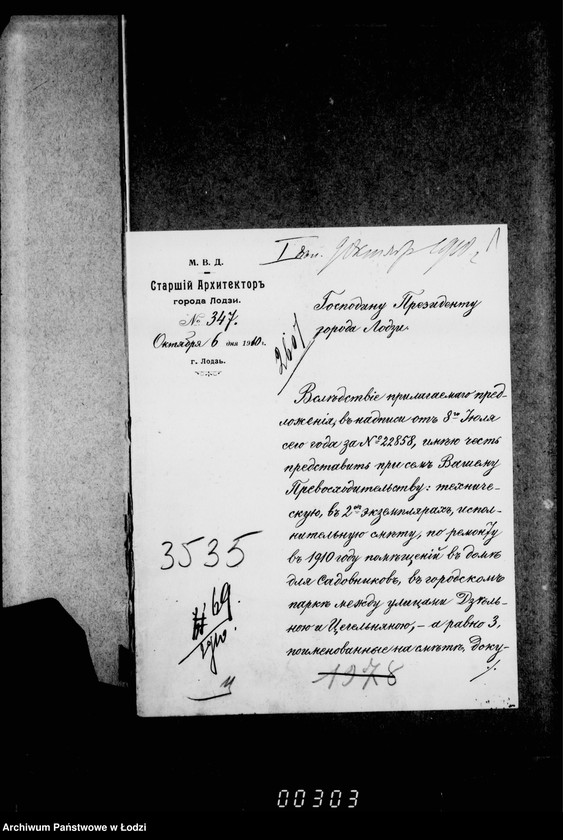 М. В. Д.
Старшій Архитекторъ
города Лодзи.
№ 347.
Октября 6 дня 1910 г.
г. Лодзь.
I
9 Октября 1910 г.
2607
Господину Президенту
города Лодзи
Вслѣдствіе прилагаемаго пред-
ложенія, въ надписи отъ 8го Іюля
сего года за № 22858, имѣю честь
представить при семъ Вашему
Превосходительству: техниче-
скую, въ 2хъ экземплярахъ, испол-
нительную смѣту, по ремонту
въ 1910 году помѣщеній въ домѣ
для Садовниковъ, въ городскомъ
паркѣ между улицами Дзѣль-
ною и Цегельняною, – а равно 3,
поименованные на смѣтѣ, доку-
./.
3535
69.
1978
00303
Archiwum Państwowe w Łodzi